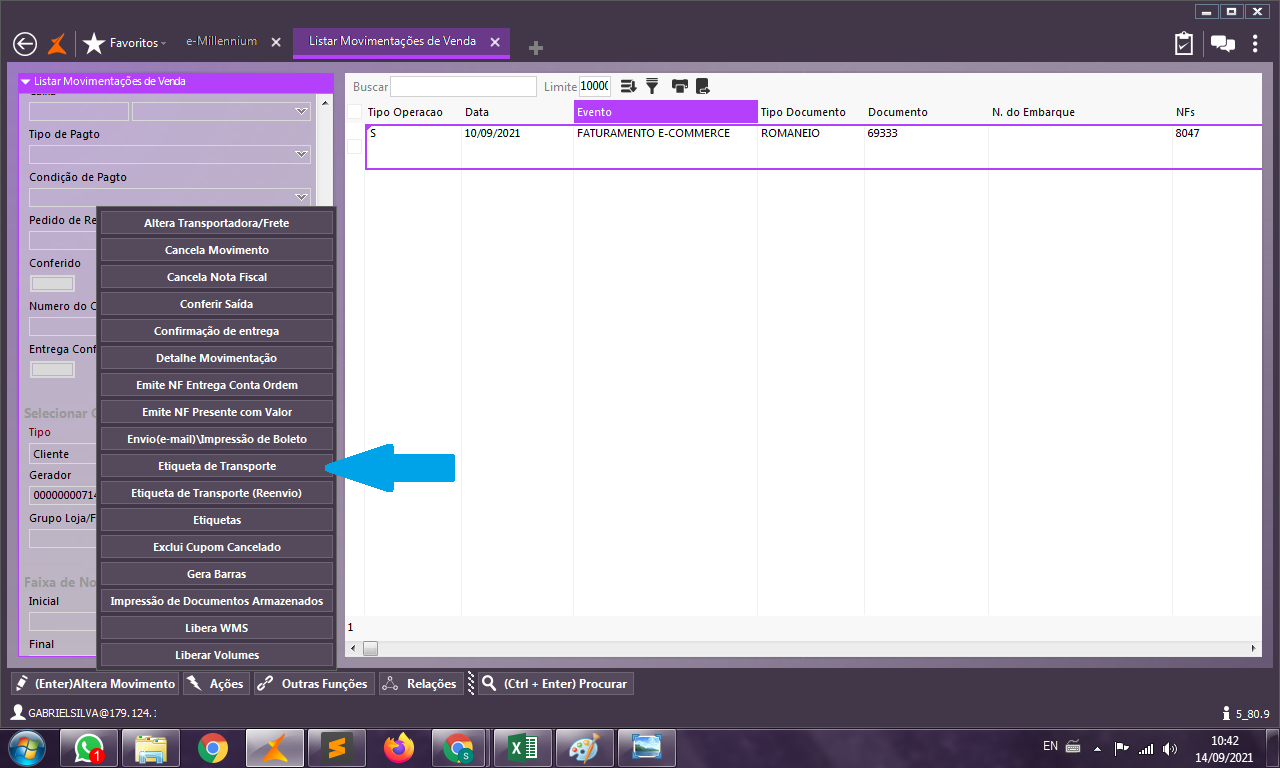 Favoritos
e-Millennium
Listar Movimentações de Venda
Listar Movimentações de Venda
Tipo de Pagto
Condição de Pagto
Pedido de Re
Conferido
Numero do C
Entrega Conf
Selecionar
Tipo
Cliente
Gerador
00000000714
Grupo Loja/F
Faixa de No
Inicial
Final
Altera Transportadora/Frete
Cancela Movimento
Cancela Nota Fiscal
Conferir Saída
Confirmação de entrega
Detalhe Movimentação
Emite NF Entrega Conta Ordem
Emite NF Presente com Valor
Envio(e-mail)\Impressão de Boleto
Etiqueta de Transporte
Etiqueta de Transporte (Reenvio)
Etiquetas
Exclui Cupom Cancelado
Gera Barras
Impressão de Documentos Armazenados
Libera WMS
Liberar Volumes
Buscar Limite 1000
Tipo Operacao Data Evento Tipo Documento Documento N. do Embarque NFs
S 10/09/2021 FATURAMENTO E-COMMERCE ROMANEIO 69333 8047
1
(Enter)Altera Movimento Ações Outras Funções Relações (Ctrl + Enter) Procurar
GABRIELSILVA@179.124.1 5_80.9
1 S EN 10:42
14/09/2021